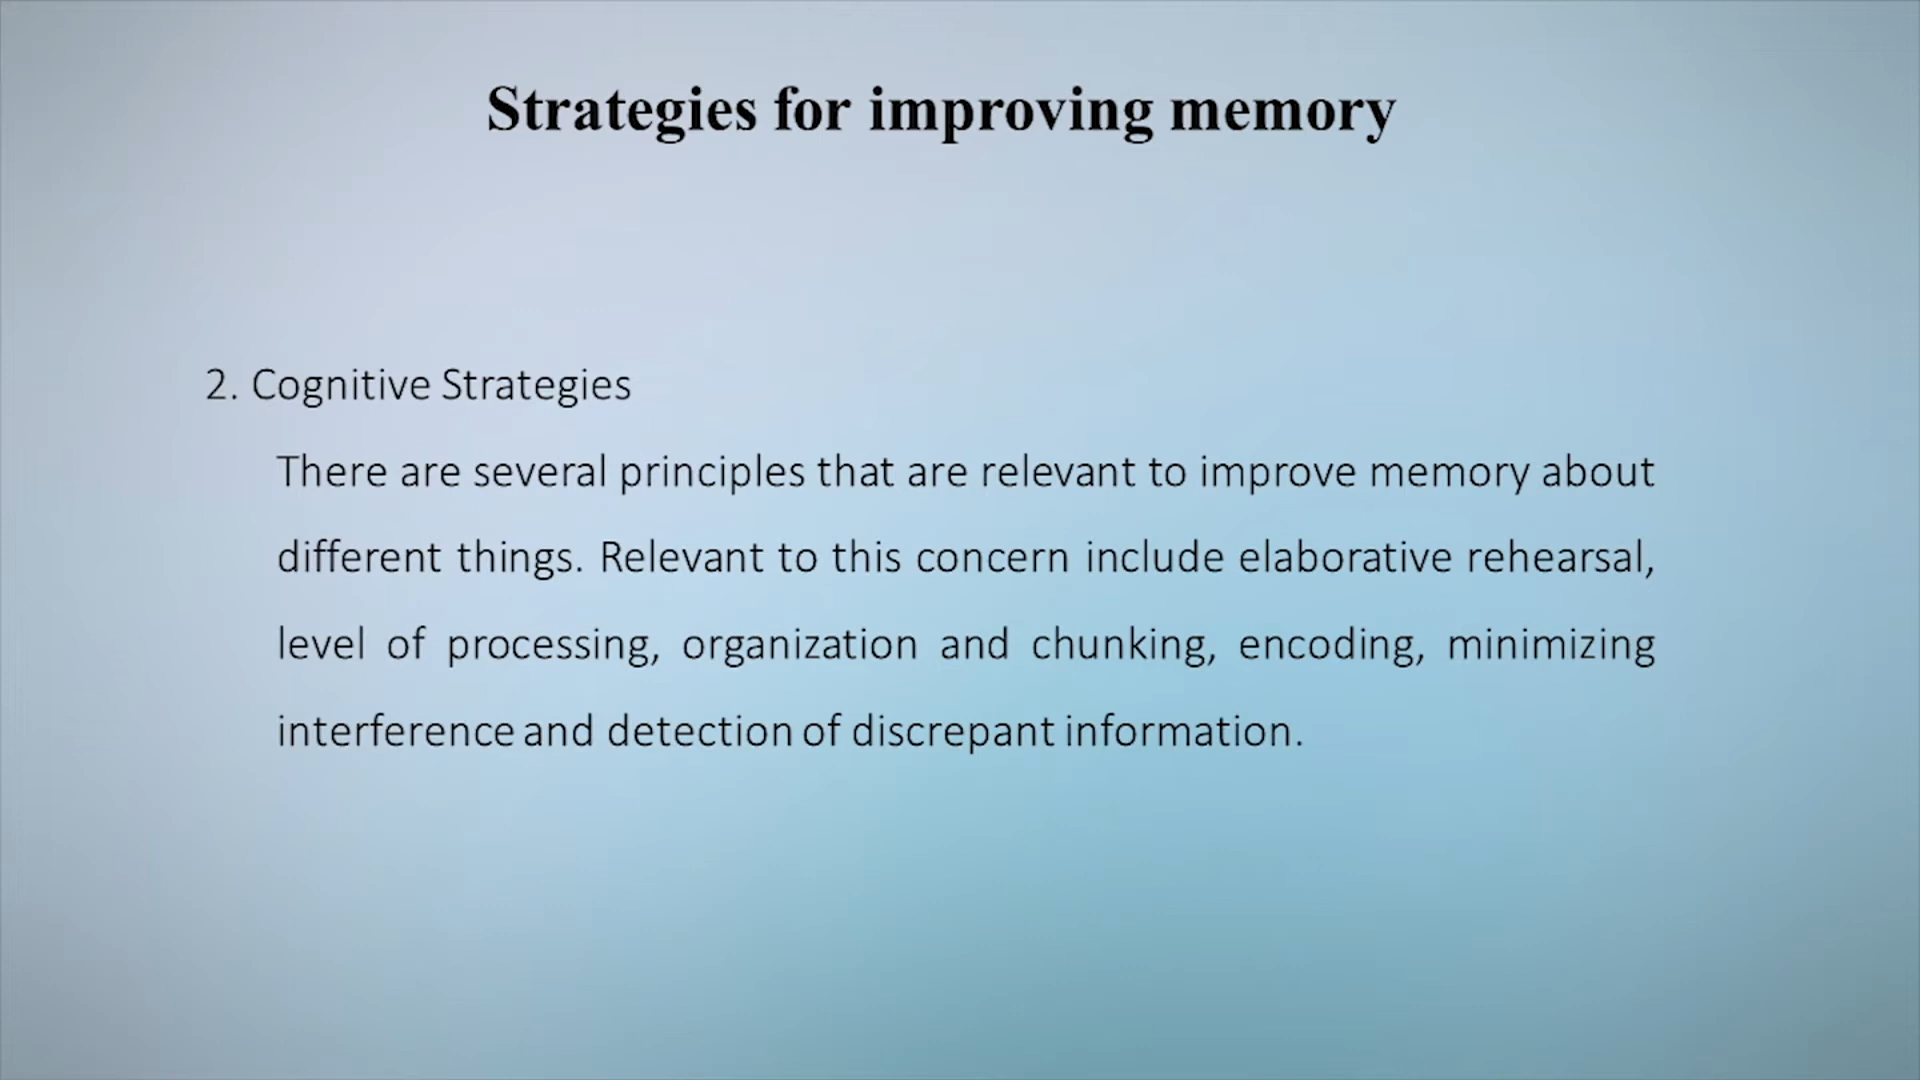 Strategies for improving memory
2. Cognitive Strategies
There are several principles that are relevant to improve memory about
different things. Relevant to this concern include elaborative rehearsal,
level of processing, organization and chunking, encoding, minimizing
interference and detection of discrepant information.